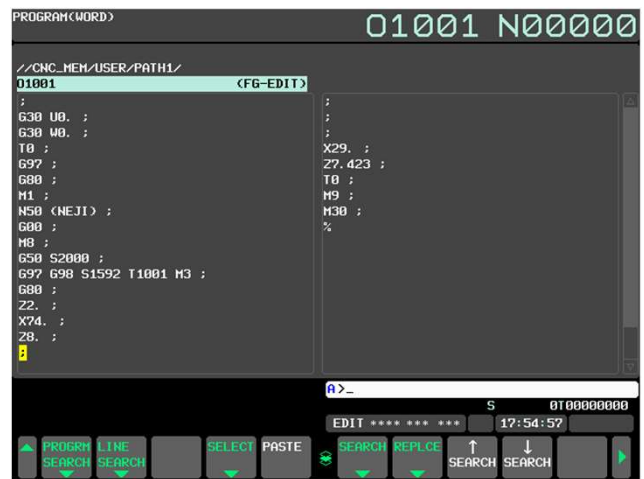 PROGRAM(WORD)
O1001 N00000
//CNC_MEM/USER/PATH1/
O1001 (FG-EDIT)
;
G30 U0. ;
G30 W0. ;
T0 ;
G97 ;
G80 ;
M1 ;
N50 (NEJI) ;
G00 ;
M8 ;
G50 S2000 ;
G97 G98 S1592 T1001 M3 ;
G80 ;
Z2. ;
X74. ;
Z8. ;
;
;
;
;
X29. ;
Z7.423 ;
T0 ;
M9 ;
M30 ;
%
A>_
S 0T00000000
EDIT **** *** *** 17:54:57
PROGRM SEARCH
LINE SEARCH
SELECT
PASTE
SEARCH
REPLCE
↑ SEARCH
↓ SEARCH